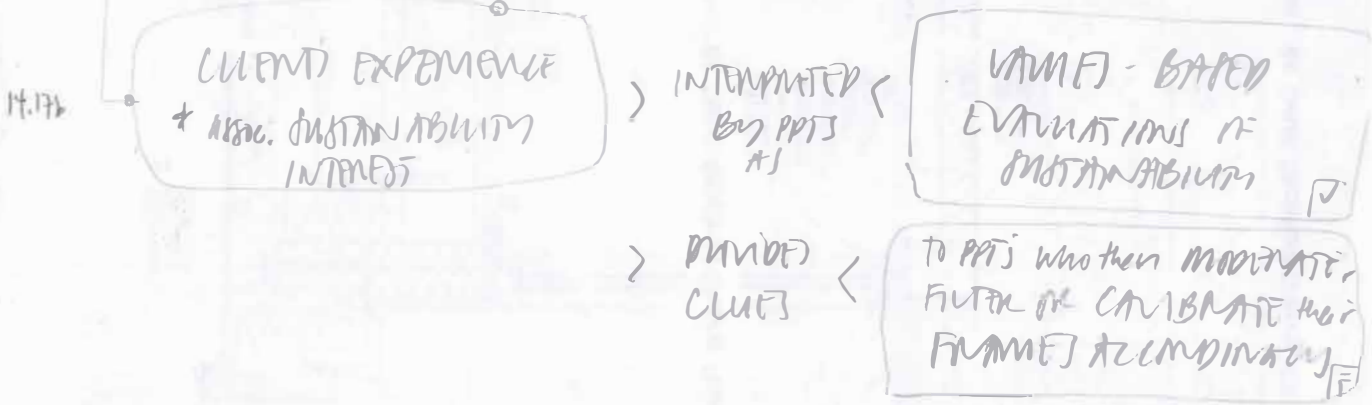 14.17b
CLIENT) EXPERIENCE
* ASSOC. SUSTAINABILITY
INTEREST
> INTERPRETED <
BY PPTS
AS
VALUES - BASED
EVALUATIONS OF
SUSTAINABILITY
> PROVIDES <
CLUES
TO PPTS who then MODERATE,
FILTER OR CALIBRATE their
FRAMES ACCORDINGLY